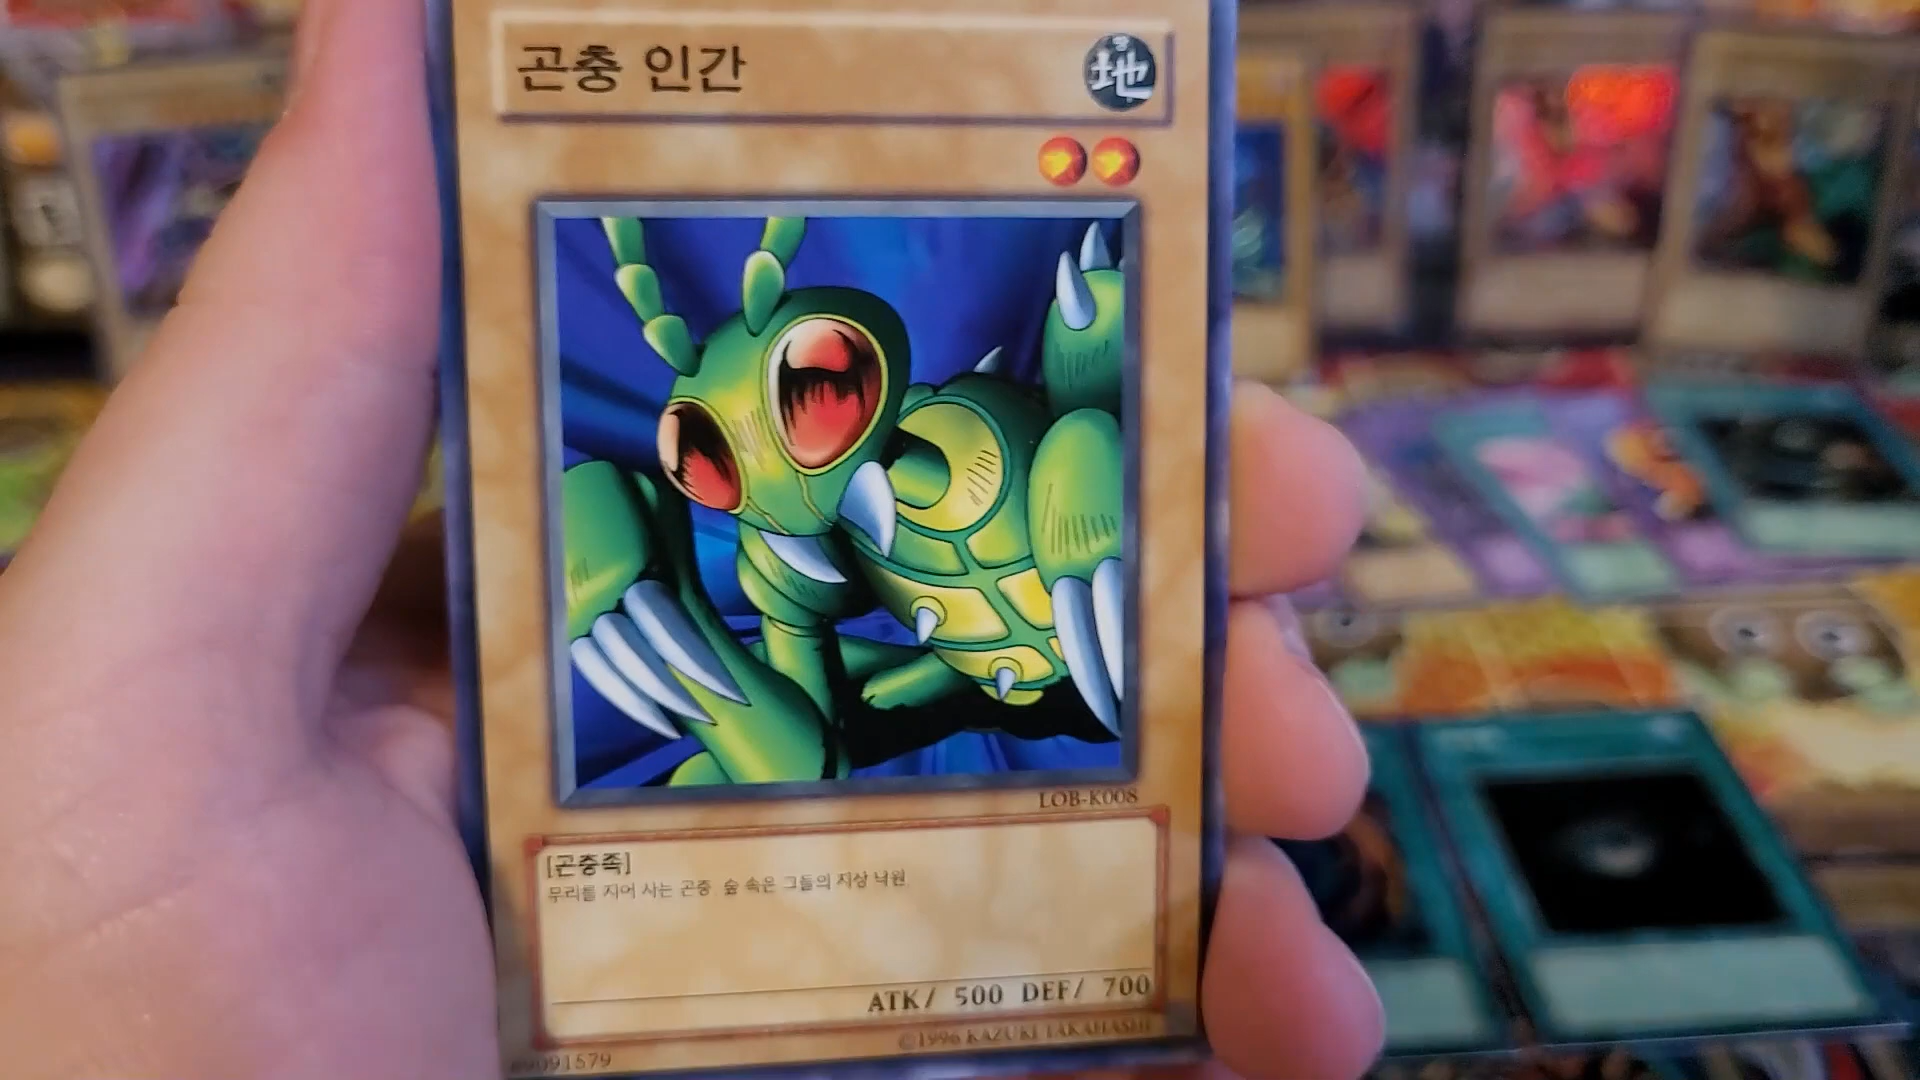 곤충 인간
地
LOB-K008
[곤충족]
무리를 지어 사는 곤충 숲 속은 그들의 지상 낙원
ATK/ 500 DEF/ 700
©1996 KAZUKI TAKAHASHI